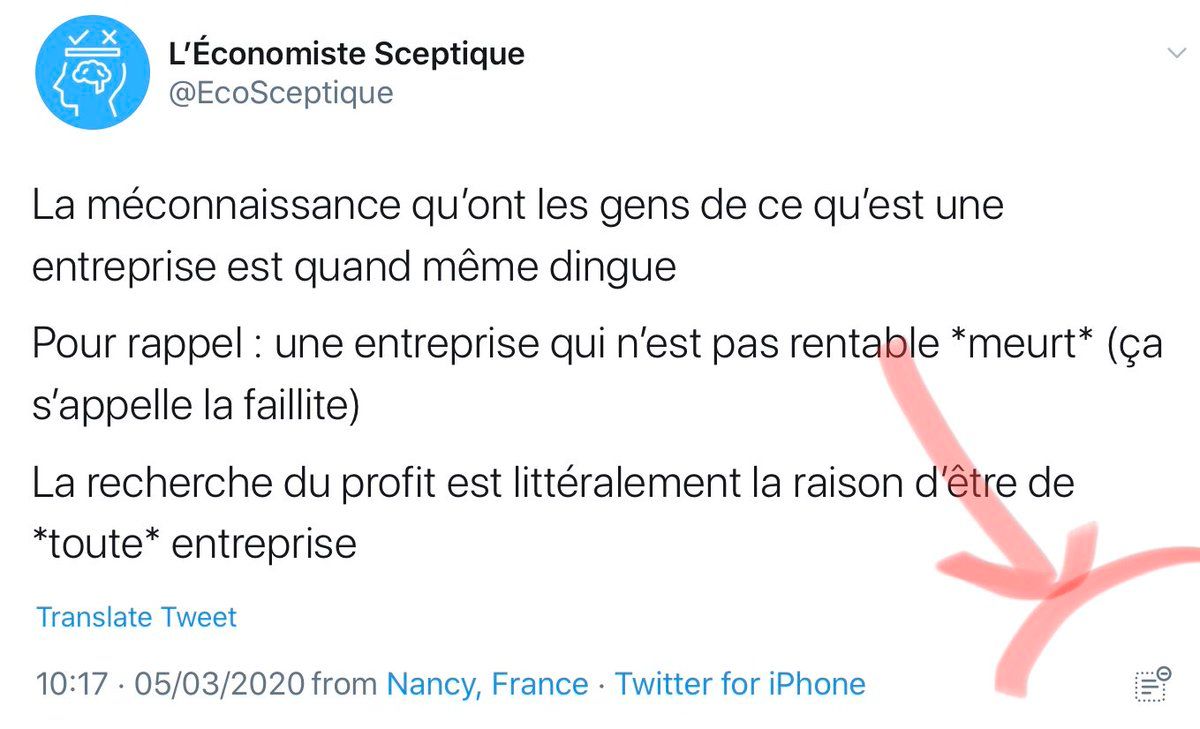 L’Économiste Sceptique
@EcoSceptique
La méconnaissance qu’ont les gens de ce qu’est une
entreprise est quand même dingue
Pour rappel : une entreprise qui n’est pas rentable *meurt* (ça
s’appelle la faillite)
La recherche du profit est littéralement la raison d’être de
*toute* entreprise
Translate Tweet
10:17 · 05/03/2020 from Nancy, France · Twitter for iPhone